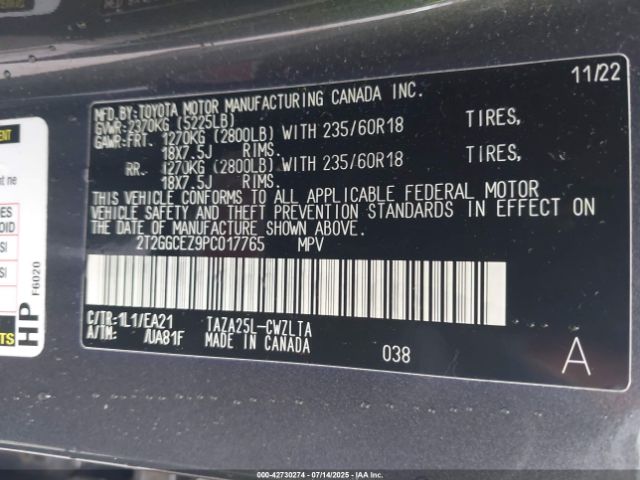 11/22
MFD.BY:TOYOTA MOTOR MANUFACTURING CANADA INC.
GVWR:2370KG (5225LB)
GAWR:FRT. 1270KG (2800LB) WITH 235/60R18 TIRES,
18X7.5J RIMS.
RR. 1270KG (2800LB) WITH 235/60R18 TIRES,
18X7.5J RIMS.
THIS VEHICLE CONFORMS TO ALL APPLICABLE FEDERAL MOTOR
VEHICLE SAFETY AND THEFT PREVENTION STANDARDS IN EFFECT ON
THE DATE OF MANUFACTURE SHOWN ABOVE.
2T2GGCEZ9PC017765 MPV
C/TR:1L1/EA21 TAZA25L-CWZLTA
A/TM: /UA81F MADE IN CANADA
038
A
HP
F6020
000-42730274 - 07/14/2025 - IAAI.COM